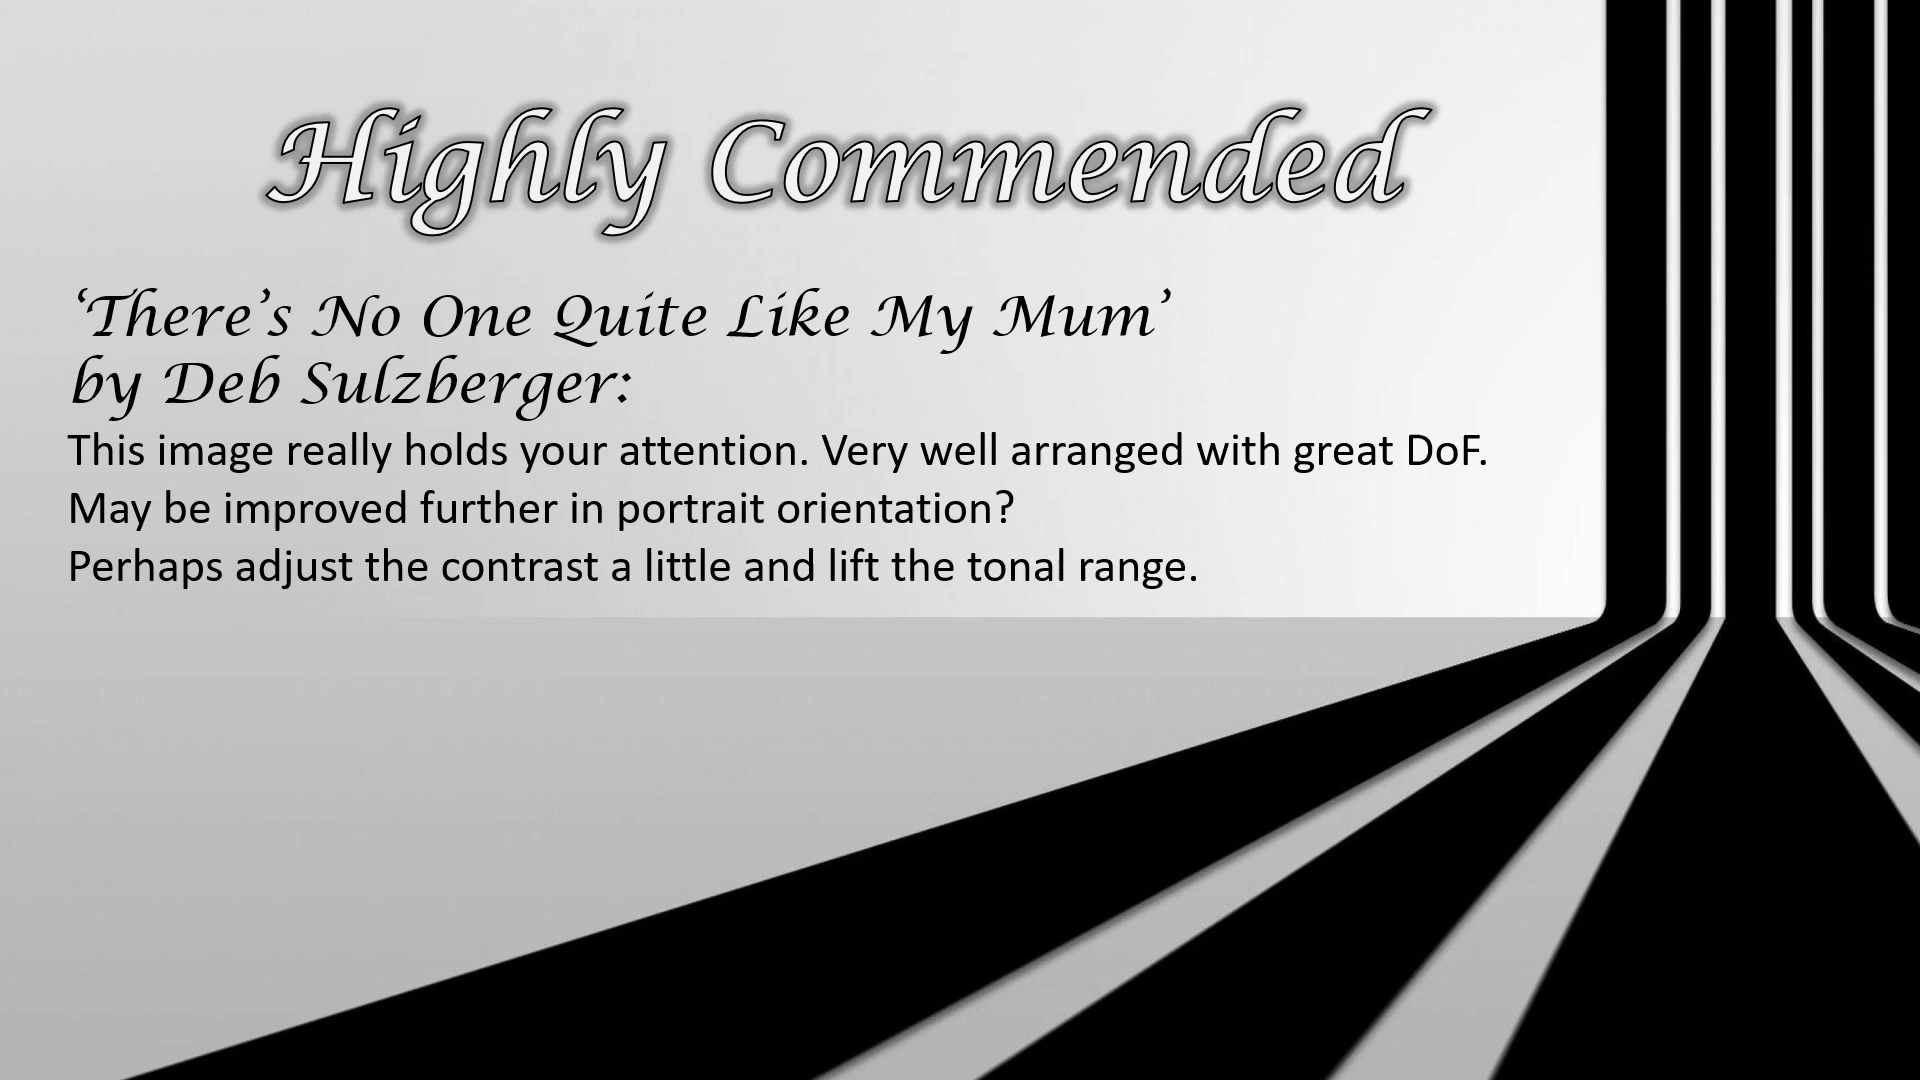 Highly Commended
‘There’s No One Quite Like My Mum’
by Deb Sulzberger:
This image really holds your attention. Very well arranged with great DoF.
May be improved further in portrait orientation?
Perhaps adjust the contrast a little and lift the tonal range.